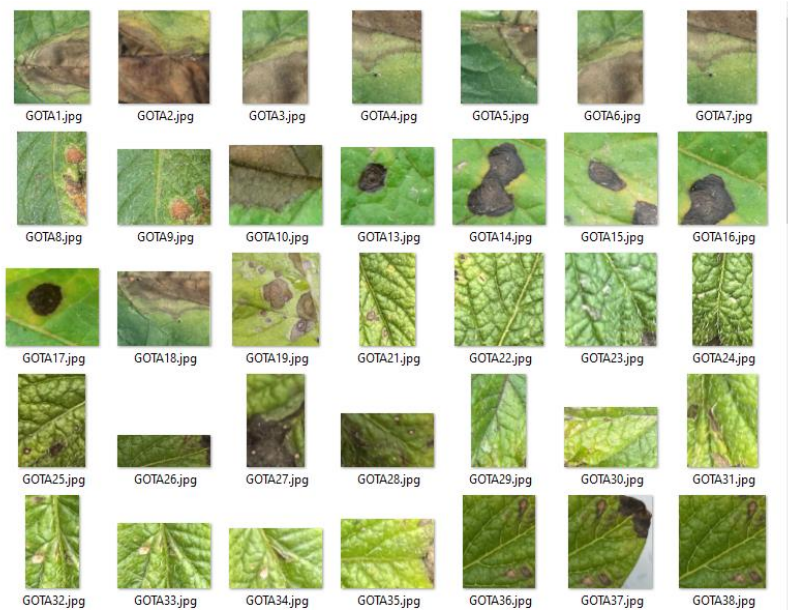 GOTA1.jpg GOTA2.jpg GOTA3.jpg GOTA4.jpg GOTA5.jpg GOTA6.jpg GOTA7.jpg
GOTA8.jpg GOTA9.jpg GOTA10.jpg GOTA13.jpg GOTA14.jpg GOTA15.jpg GOTA16.jpg
GOTA17.jpg GOTA18.jpg GOTA19.jpg GOTA21.jpg GOTA22.jpg GOTA23.jpg GOTA24.jpg
GOTA25.jpg GOTA26.jpg GOTA27.jpg GOTA28.jpg GOTA29.jpg GOTA30.jpg GOTA31.jpg
GOTA32.jpg GOTA33.jpg GOTA34.jpg GOTA35.jpg GOTA36.jpg GOTA37.jpg GOTA38.jpg